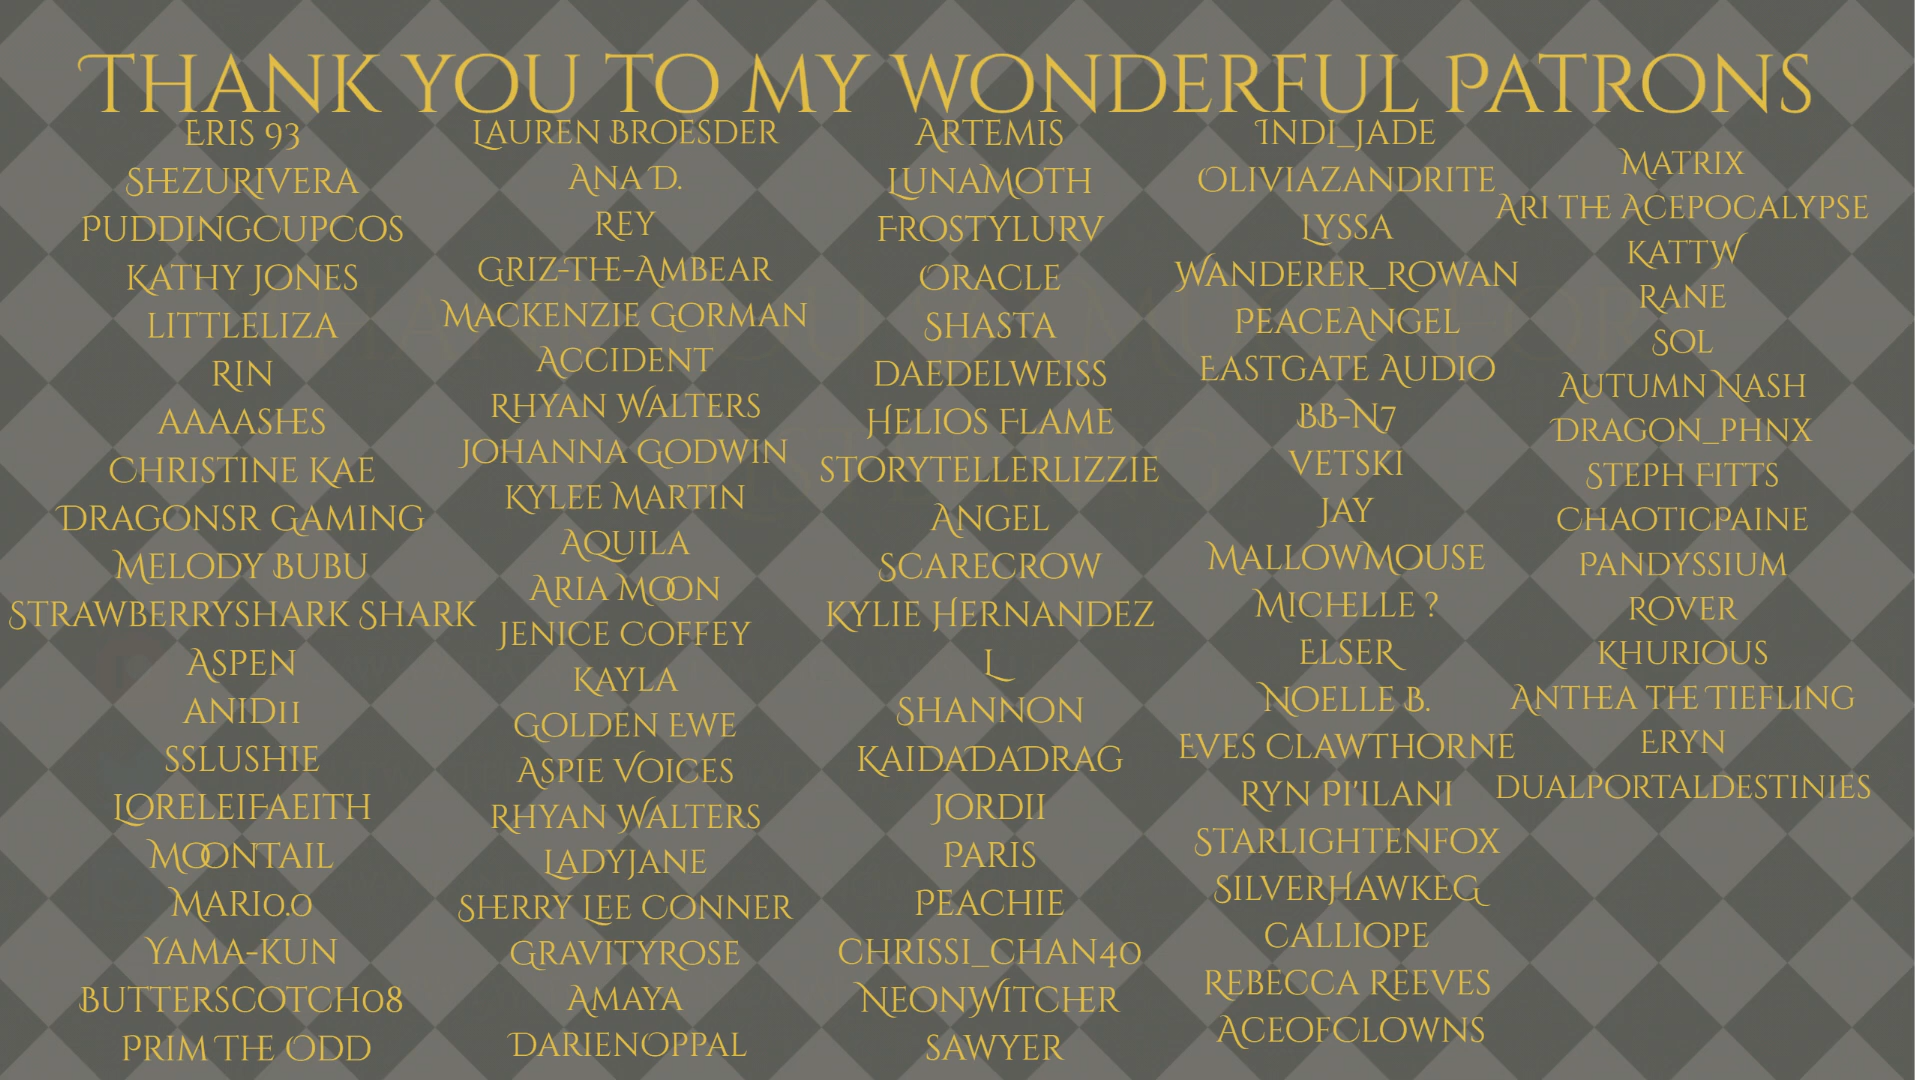 Thank you to my wonderful Patrons
Eris 93
ShezuRivera
PuddingCupCos
Kathy Jones
littleliza
Rin
aaaashes
Christine Kae
DragonSR Gaming
Melody Bubu
Strawberryshark Shark
Aspen
anid11
sslushie
LoreleiFaeith
Moontail
Mari0.0
Yama-kun
Butterscotch08
Prim The Odd
Lauren Broesder
Ana D.
Rey
Griz-the-Ambear
Mackenzie Gorman
Accident
Rhyan Walters
Johanna Godwin
Kylee Martin
Aquila
Aria Moon
Jenice Coffey
Kayla
Golden Ewe
Aspie Voices
Rhyan Walters
LadyJane
Sherry Lee Conner
GravityRose
Amaya
DarienOppal
Artemis
LunaMoth
Frostylurv
Oracle
Shasta
daedelweiss
Helios Flame
storytellerlizzie
Angel
Scarecrow
Kylie Hernandez
L
Shannon
KaidadaDrag
Jordii
Paris
Peachie
chrissi_chan40
NeonWitcher
Sawyer
Indi_Jade
Oliviazandrite
Lyssa
Wanderer_Rowan
PeaceAngel
Eastgate Audio
BB-N7
Vetski
Jay
MallowMouse
Michelle ?
Elser
Noelle B.
Eves Clawthorne
Ryn Pi'ilani
Starlightenfox
SilverHawkeG
Calliope
Rebecca Reeves
AceofClowns
Matrix
Ari the Acepocalypse
KattW
Rane
Sol
Autumn Nash
Dragon_phnx
Steph Fitts
ChaoticPaine
Pandyssium
Rover
Khurious
Anthea the Tiefling
Eryn
dualportaldestinies